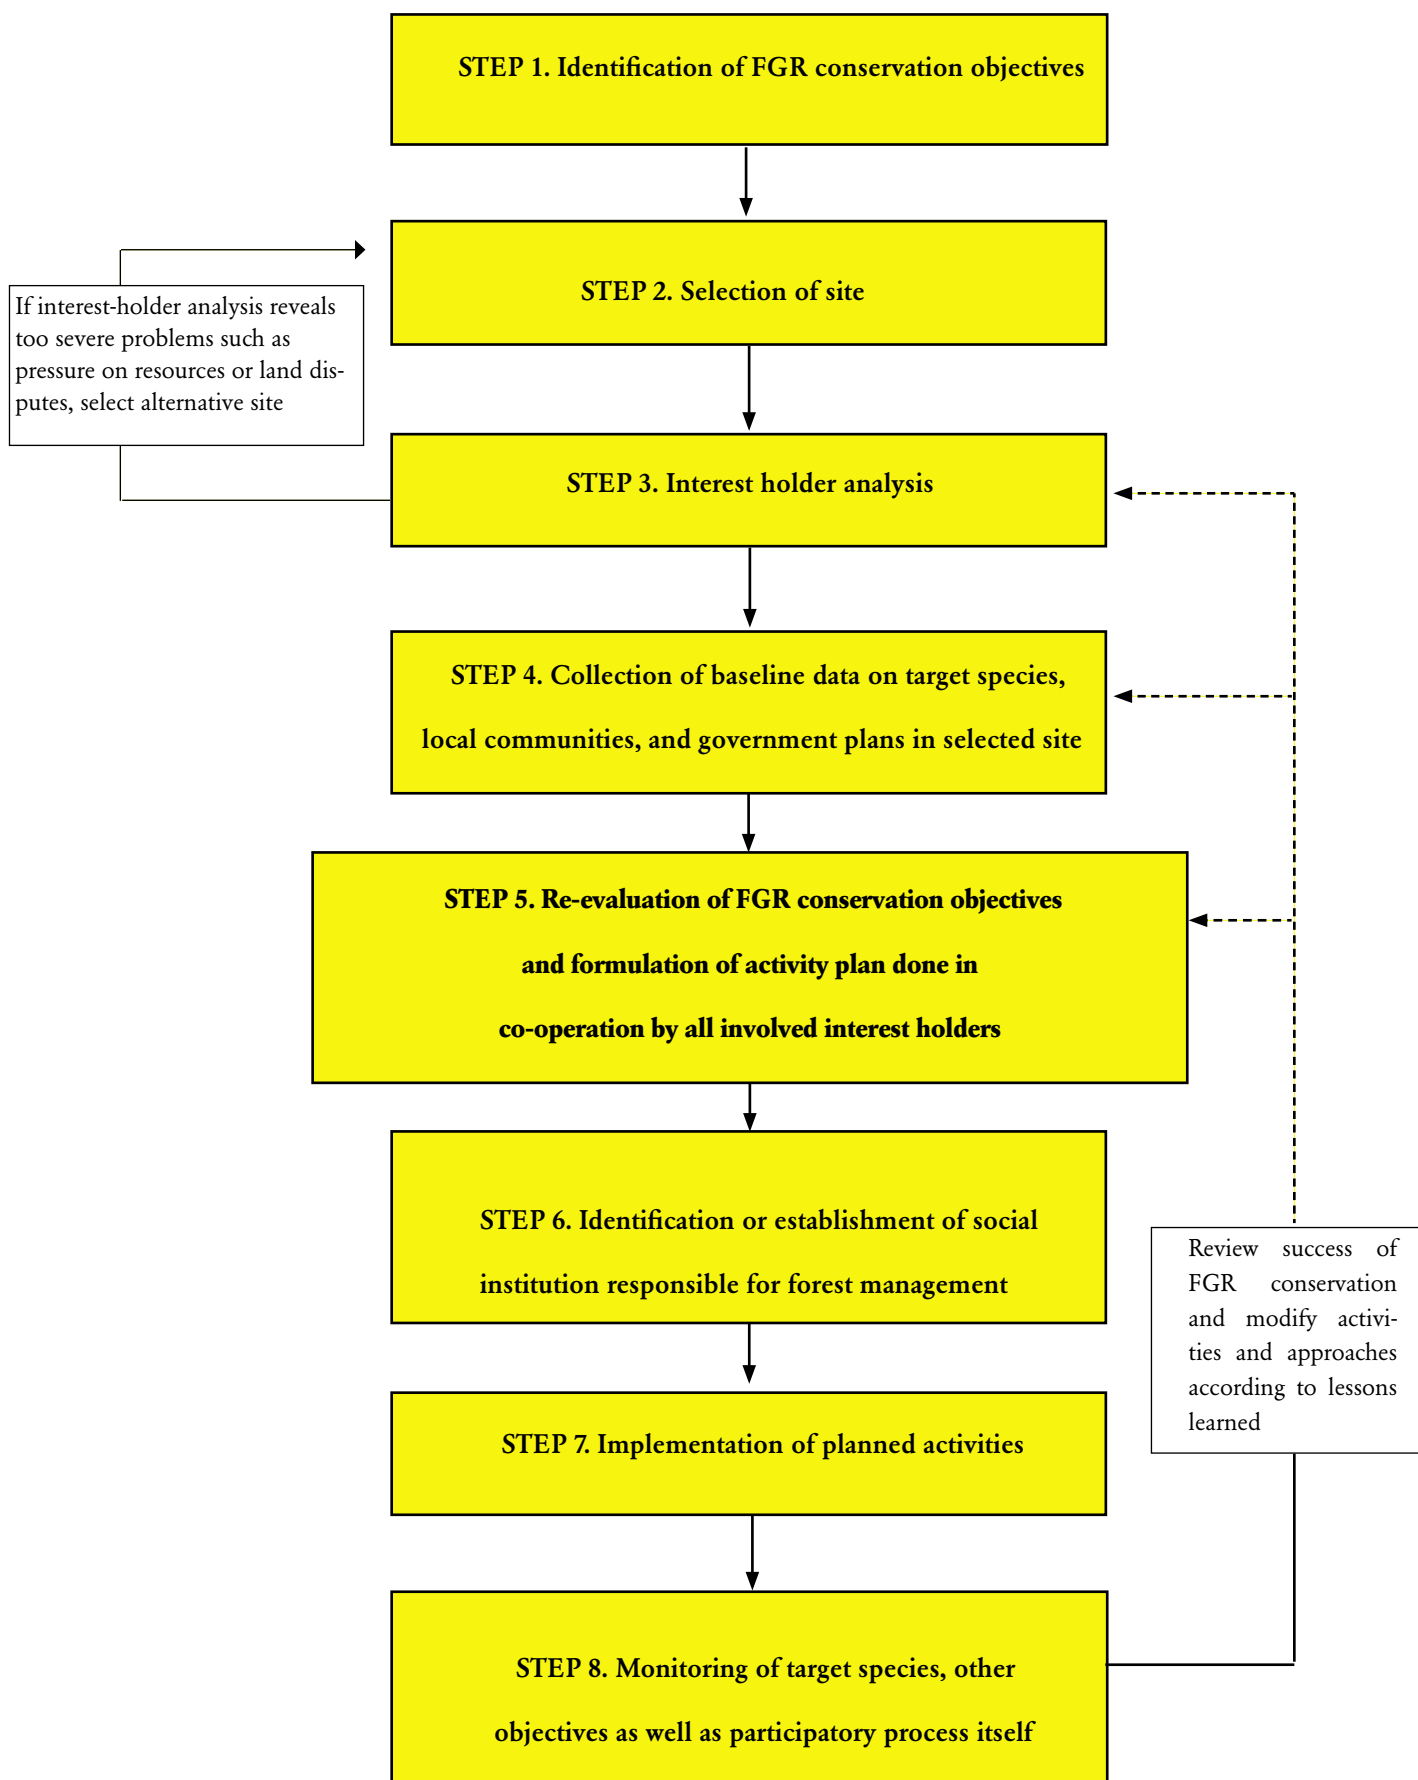 STEP 1. Identification of FGR conservation objectives
STEP 2. Selection of site
If interest-holder analysis reveals
too severe problems such as
pressure on resources or land dis-
putes, select alternative site
STEP 3. Interest holder analysis
STEP 4. Collection of baseline data on target species,
local communities, and government plans in selected site
STEP 5. Re-evaluation of FGR conservation objectives
and formulation of activity plan done in
co-operation by all involved interest holders
STEP 6. Identification or establishment of social
institution responsible for forest management
Review success of
FGR conservation
and modify activi-
ties and approaches
according to lessons
learned
STEP 7. Implementation of planned activities
STEP 8. Monitoring of target species, other
objectives as well as participatory process itself